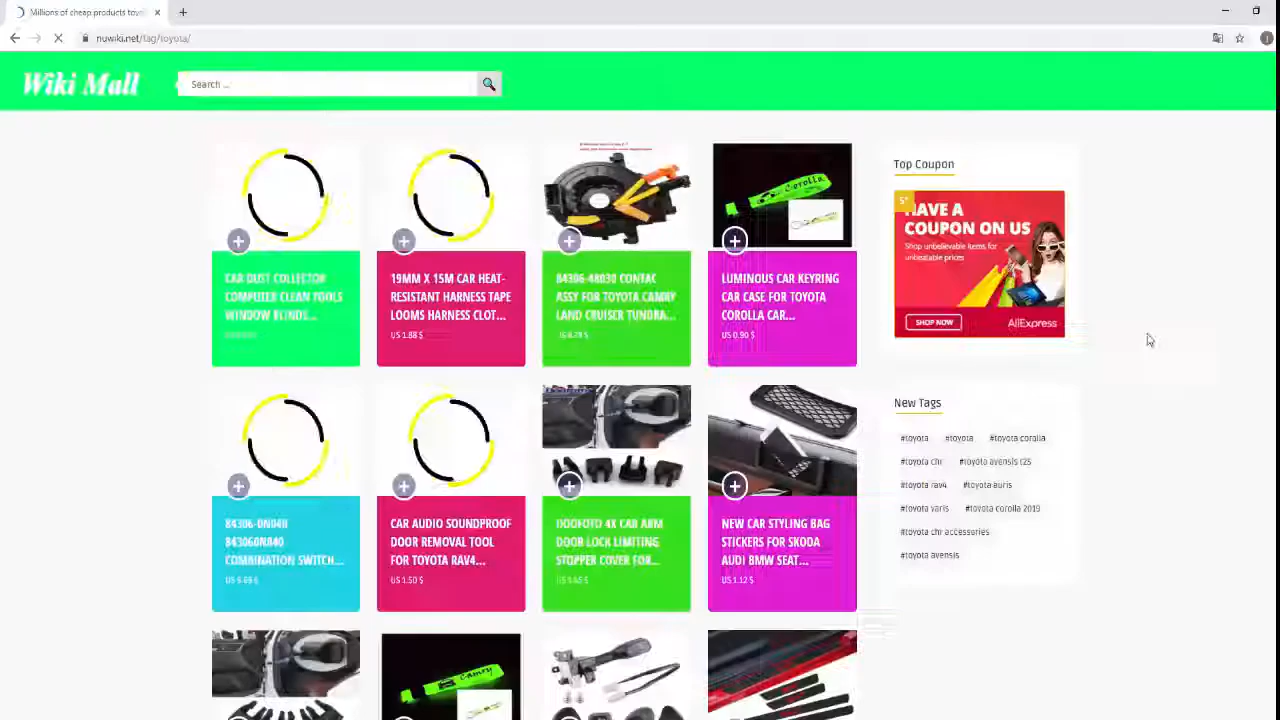 Millions of cheap products toyo
nuwiki.net/tag/toyota/
Wiki Mall
Search ...
CAR DUST COLLECTOR
COMPUTER CLEAN TOOLS
WINDOW BLINDS...
19MM X 15M CAR HEAT-
RESISTANT HARNESS TAPE
LOOMS HARNESS CLOT...
US 1.88 $
84306-48030 CONTAC
ASSY FOR TOYOTA CAMRY
LAND CRUISER TUNDRA...
LUMINOUS CAR KEYRING
CAR CASE FOR TOYOTA
COROLLA CAR...
US 0.90 $
Corolla
84306-0N040
843060N040
COMBINATION SWITCH...
CAR AUDIO SOUNDPROOF
DOOR REMOVAL TOOL
FOR TOYOTA RAV4...
US 1.50 $
DOOFOTO 4X CAR ARM
DOOR LOCK LIMITING
STOPPER COVER FOR...
NEW CAR STYLING BAG
STICKERS FOR SKODA
AUDI BMW SEAT...
US 1.12 $
Camry
Top Coupon
5"
HAVE A
COUPON ON US
Shop unbelievable items for
unbeatable prices
SHOP NOW
AliExpress
New Tags
#toyota #toyota #toyota corolla
#toyota chr #toyota avensis t25
#toyota rav4 #toyota auris
#toyota yaris #toyota corolla 2019
#toyota chr accessories
#toyota avensis